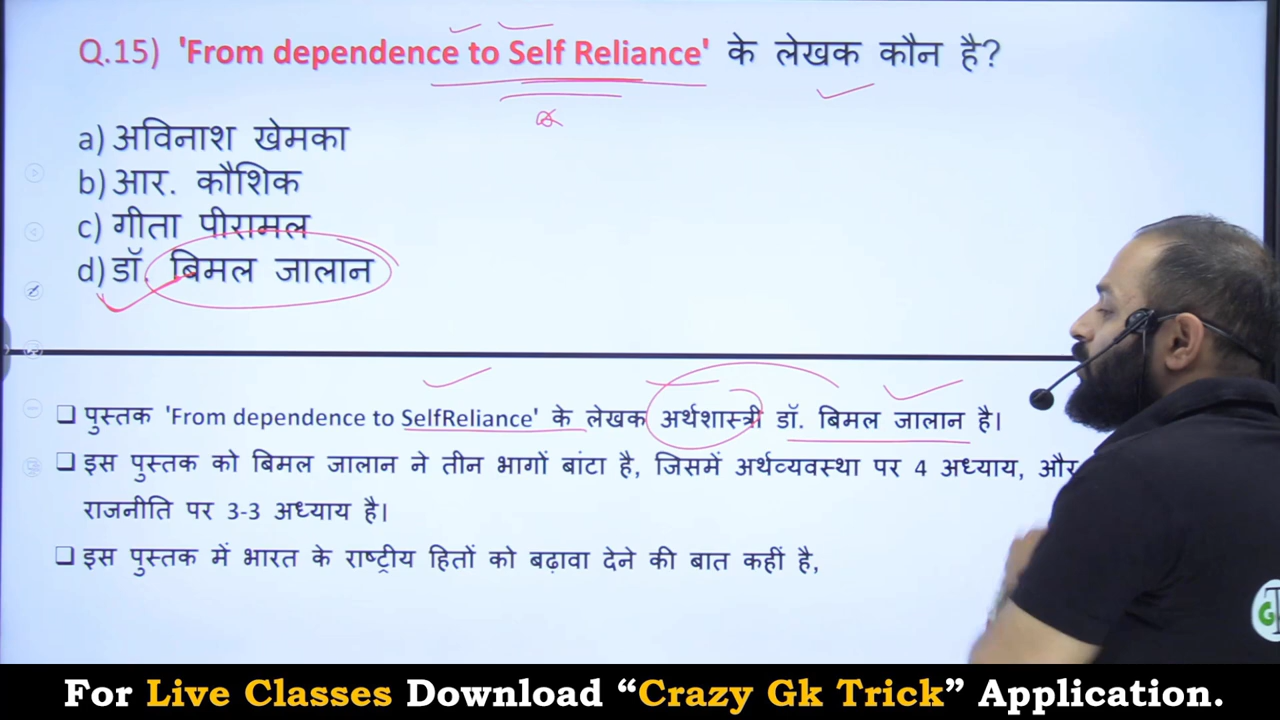 Q.15) 'From dependence to Self Reliance' के लेखक कौन है?
a) अविनाश खेमका
b) आर. कौशिक
c) गीता पीरामल
d) डॉ. बिमल जालान
❑ पुस्तक 'From dependence to SelfReliance' के लेखक अर्थशास्त्री डॉ. बिमल जालान है।
❑ इस पुस्तक को बिमल जालान ने तीन भागों बांटा है, जिसमें अर्थव्यवस्था पर 4 अध्याय, और
राजनीति पर 3-3 अध्याय है।
❑ इस पुस्तक में भारत के राष्ट्रीय हितों को बढ़ावा देने की बात कहीं है,
For Live Classes Download “Crazy Gk Trick” Application.